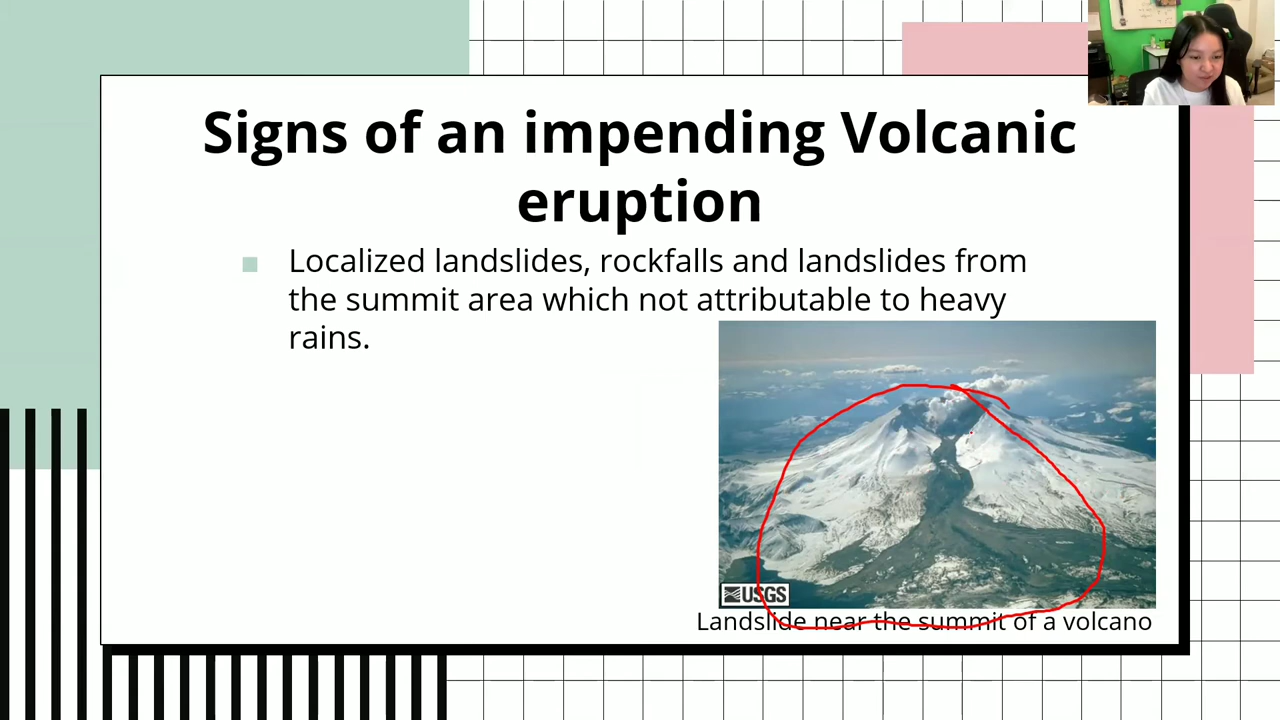 Signs of an impending Volcanic
eruption
Localized landslides, rockfalls and landslides from
the summit area which not attributable to heavy
rains.
USGS
Landslide near the summit of a volcano